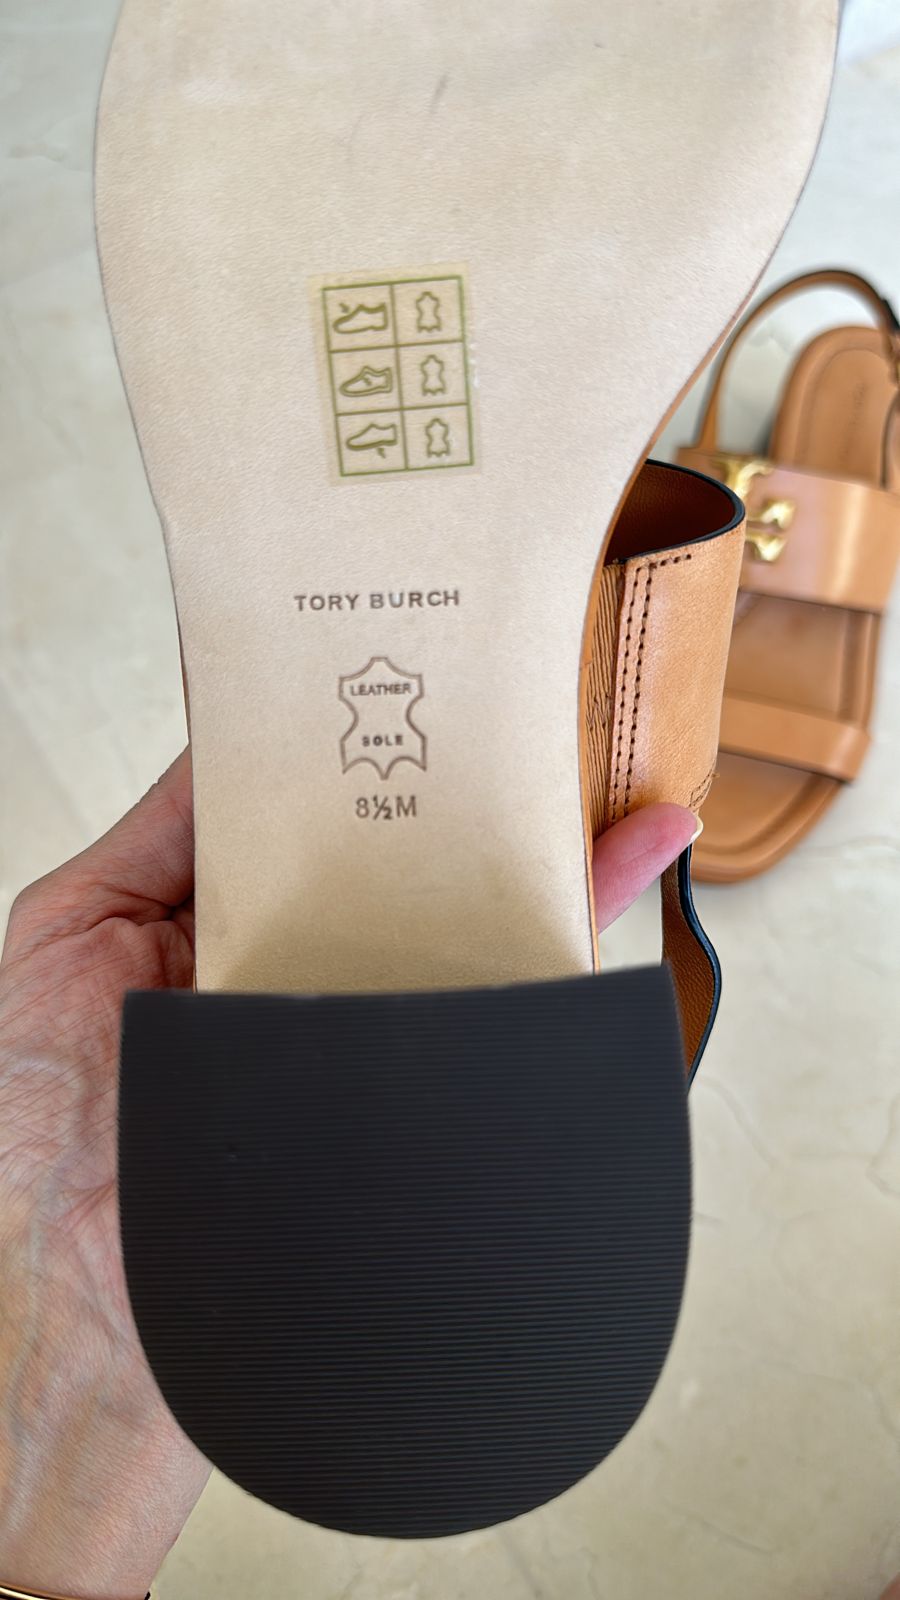 TORY BURCH
LEATHER
SOLE
8½M